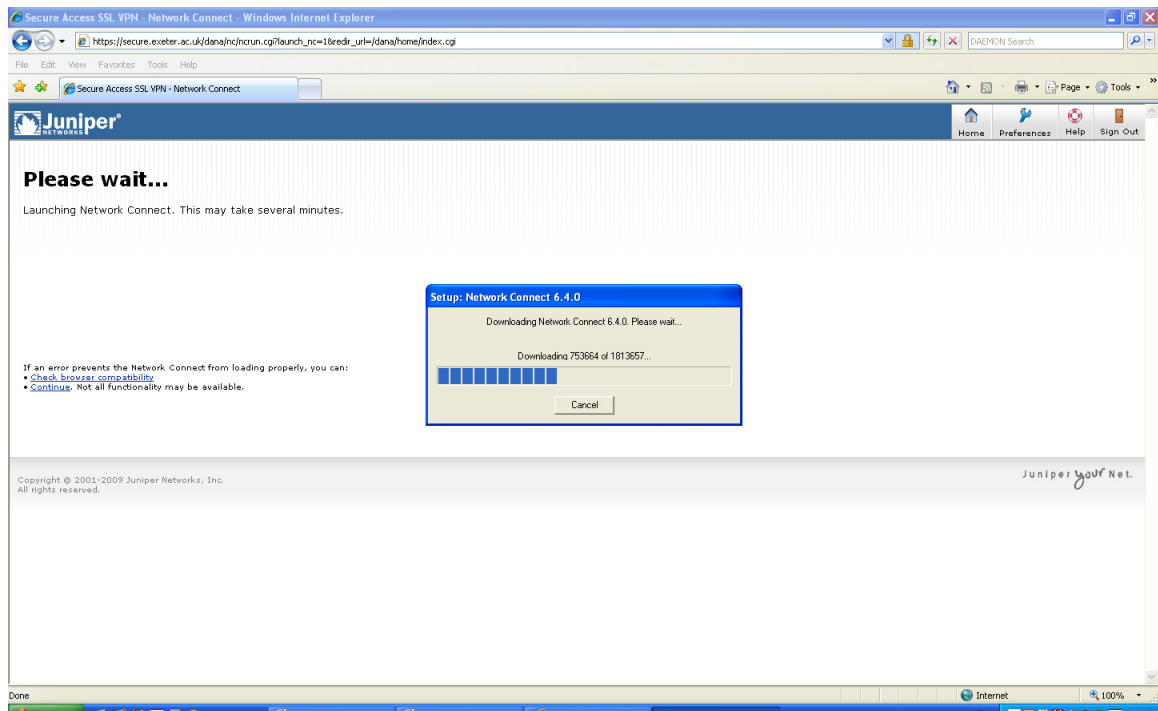 Secure Access SSL VPN - Network Connect - Windows Internet Explorer
https://secure.exeter.ac.uk/dana/nc/ncrun.cgi?launch_nc=1&redir_url=/dana/home/index.cgi
DAEMON Search
File Edit View Favorites Tools Help
Secure Access SSL VPN - Network Connect
Page Tools
Juniper
NETWORKS
Home Preferences Help Sign Out
Please wait...
Launching Network Connect. This may take several minutes.
Setup: Network Connect 6.4.0
Downloading Network Connect 6.4.0. Please wait...
Downloading 753664 of 1813657...
Cancel
If an error prevents the Network Connect from loading properly, you can:
• Check browser compatibility
• Continue. Not all functionality may be available.
Copyright © 2001-2009 Juniper Networks, Inc.
All rights reserved.
Juniper your Net.
Done
Internet
100%